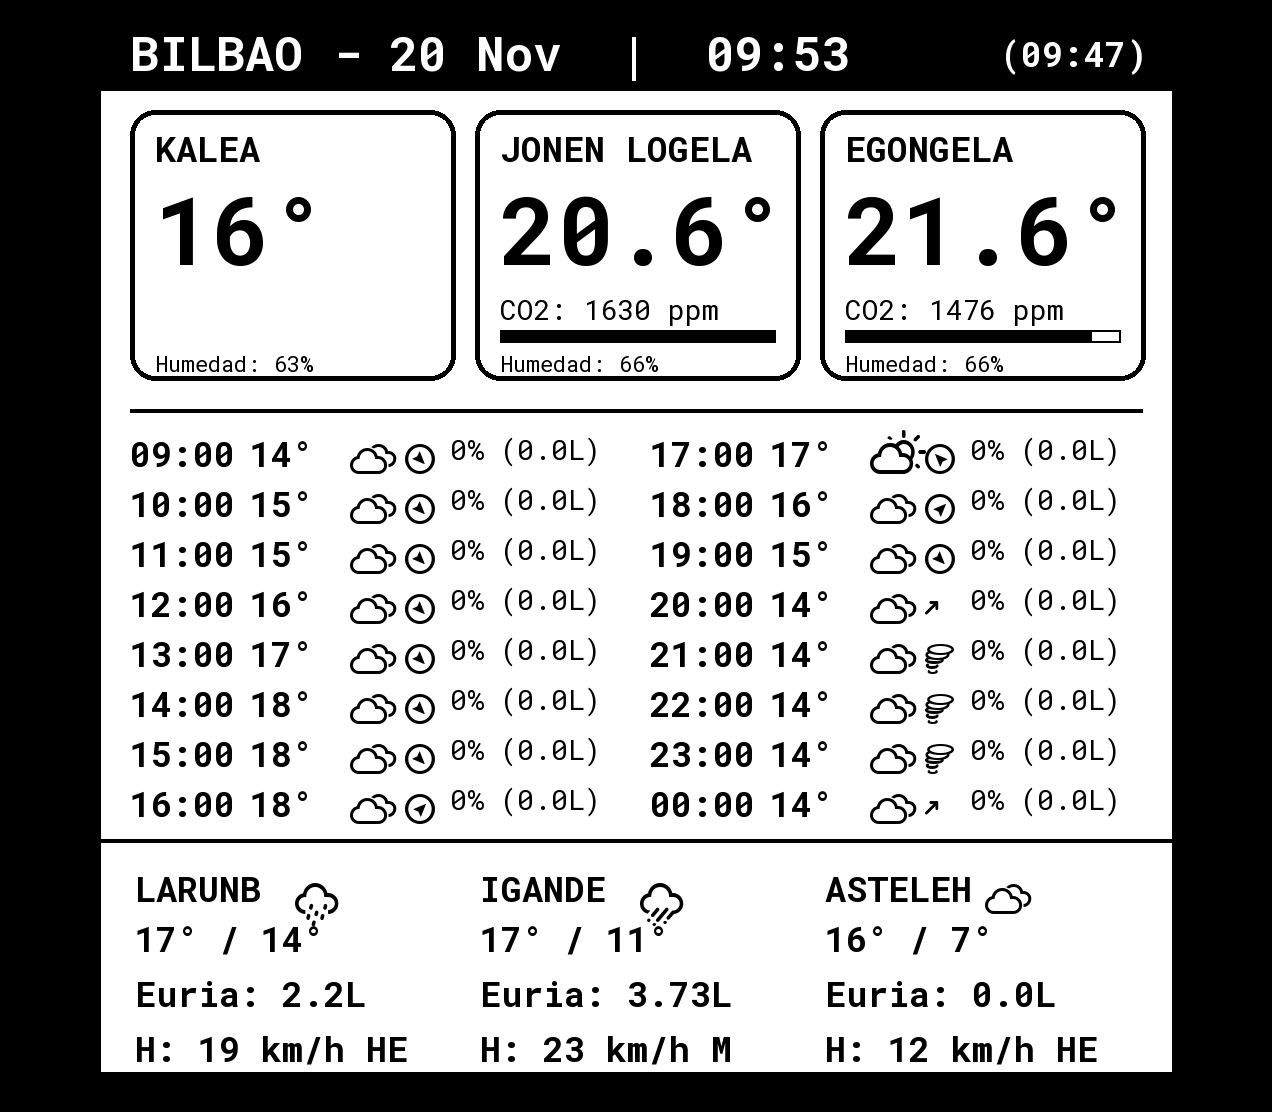 BILBAO - 20 Nov | 09:53 (09:47)
KALEA
16°
Humedad: 63%
JONEN LOGELA
20.6°
CO2: 1630 ppm
Humedad: 66%
EGONGELA
21.6°
CO2: 1476 ppm
Humedad: 66%
09:00 14° 0% (0.0L)
10:00 15° 0% (0.0L)
11:00 15° 0% (0.0L)
12:00 16° 0% (0.0L)
13:00 17° 0% (0.0L)
14:00 18° 0% (0.0L)
15:00 18° 0% (0.0L)
16:00 18° 0% (0.0L)
17:00 17° 0% (0.0L)
18:00 16° 0% (0.0L)
19:00 15° 0% (0.0L)
20:00 14° 0% (0.0L)
21:00 14° 0% (0.0L)
22:00 14° 0% (0.0L)
23:00 14° 0% (0.0L)
00:00 14° 0% (0.0L)
LARUNB
17° / 14°
Euria: 2.2L
H: 19 km/h HE
IGANDE
17° / 11°
Euria: 3.73L
H: 23 km/h M
ASTELEH
16° / 7°
Euria: 0.0L
H: 12 km/h HE